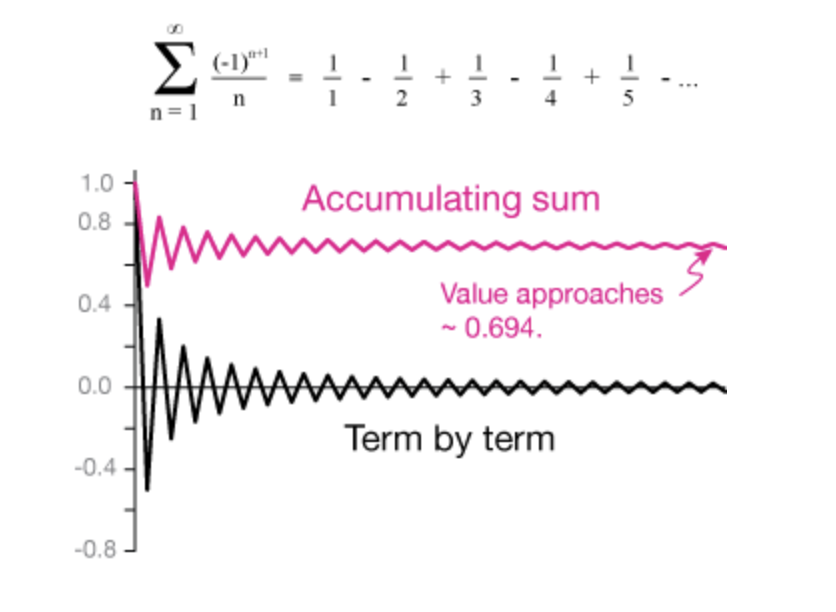 ∞
∑ (-1)^{n+1}/n = 1/1 - 1/2 + 1/3 - 1/4 + 1/5 - ...
n = 1
1.0
Accumulating sum
0.8
Value approaches
0.4
~ 0.694.
0.0
Term by term
-0.4
-0.8